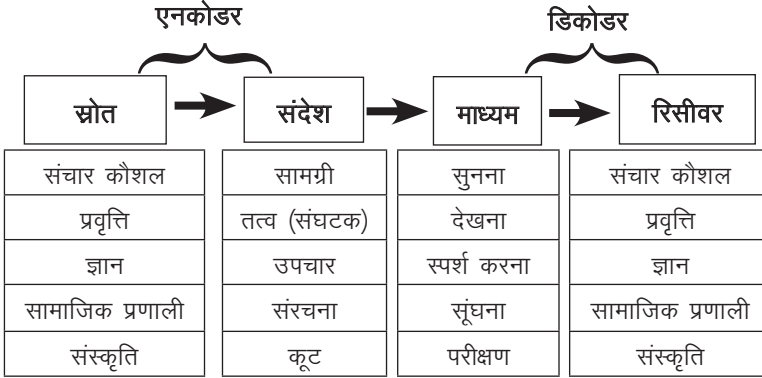 एनकोडर
डिकोडर
स्रोत
संदेश
माध्यम
रिसीवर
संचार कौशल
सामग्री
सुनना
संचार कौशल
प्रवृत्ति
तत्व (संघटक)
देखना
प्रवृत्ति
ज्ञान
उपचार
स्पर्श करना
ज्ञान
सामाजिक प्रणाली
संरचना
सूंघना
सामाजिक प्रणाली
संस्कृति
कूट
परीक्षण
संस्कृति